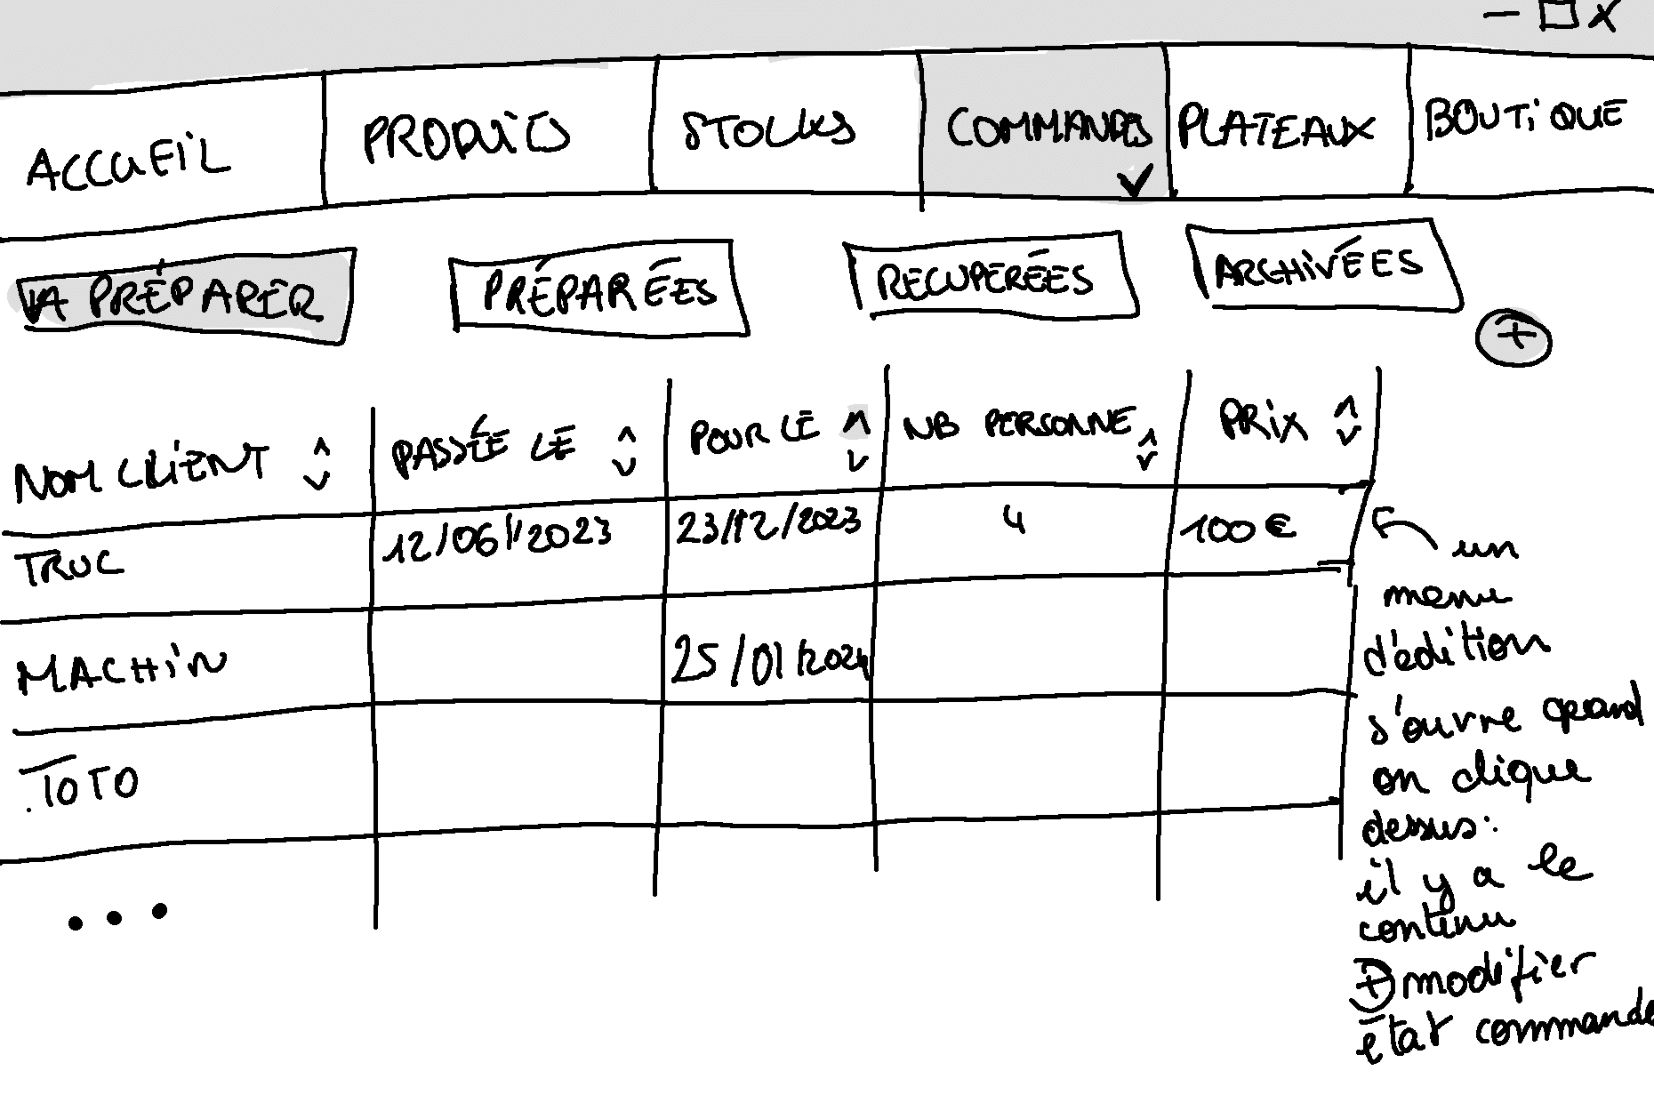 ACCUEIL PRODUITS STOCKS COMMANDES PLATEAUX BOUTIQUE
A PRÉPARER PRÉPARÉES RECUPERÉES ARCHIVÉES
+
NOM CLIENT PASSÉE LE POUR LE NB PERSONNE PRIX
TRUC 12/06/2023 23/12/2023 4 100€
MACHIN 25/01/2024
TOTO
...
un
menu
d'édition
s'ouvre quand
on clique
dessus:
il y a le
contenu
+ modifier
état commande